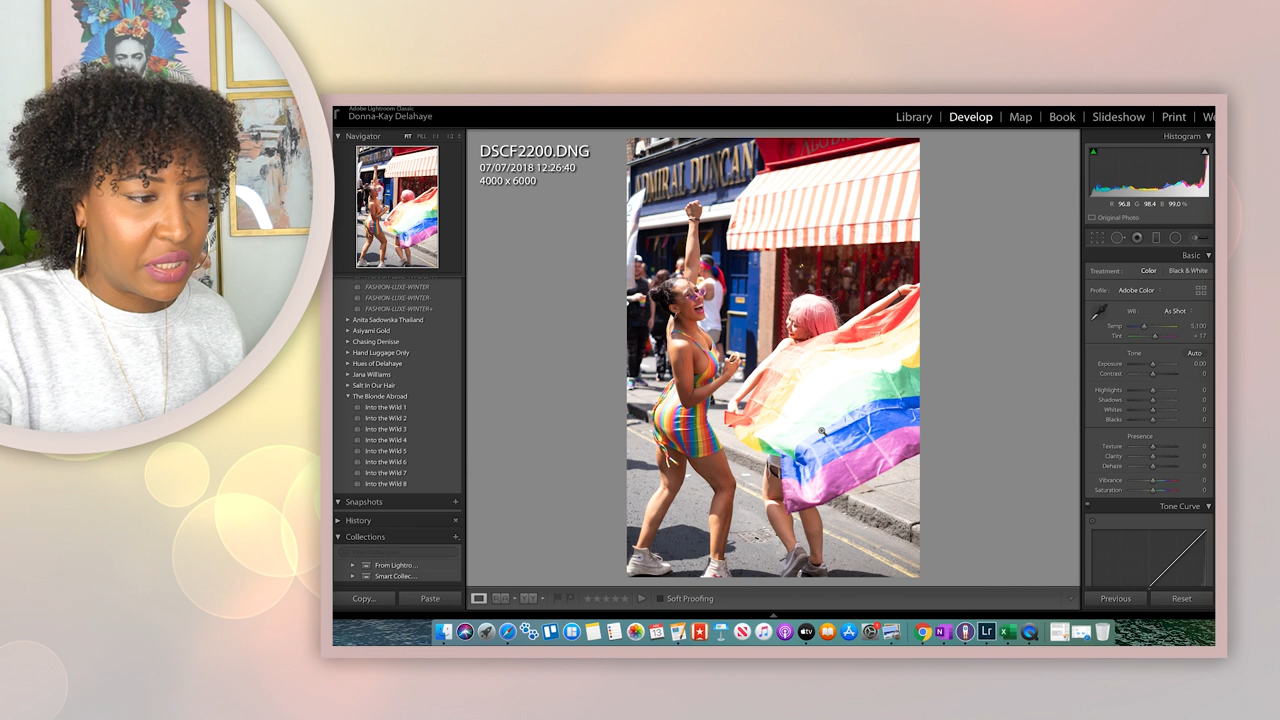 Adobe Lightroom Classic
Donna-Kay Delahaye
Library | Develop | Map | Book | Slideshow | Print |
Navigator
FIT
FILL
FASHION-LUXE-WINTER
FASHION-LUXE-WINTER-
FASHION-LUXE-WINTER+
Anita Sadowska Thailand
Asiyami Gold
Chasing Denisse
Hand Luggage Only
Hues of Delahaye
Jana Williams
Salt In Our Hair
The Blonde Abroad
Into the Wild 1
Into the Wild 2
Into the Wild 3
Into the Wild 4
Into the Wild 5
Into the Wild 6
Into the Wild 7
Into the Wild 8
Snapshots +
History ×
Collections +
From Lightro...
Smart Collec...
Copy...
Paste
DSCF2200.DNG
07/07/2018 12:26:40
4000 x 6000
ADMIRAL DUNCAN
Soft Proofing
Histogram
R 96.8 G 98.4 B 99.0 %
Original Photo
Basic
Treatment : Color Black & White
Profile : Adobe Color
WB : As Shot
Temp 5,100
Tint + 17
Tone Auto
Exposure 0.00
Contrast 0
Highlights 0
Shadows 0
Whites 0
Blacks 0
Presence
Texture 0
Clarity 0
Dehaze 0
Vibrance 0
Saturation 0
Tone Curve
Previous
Reset
Lr